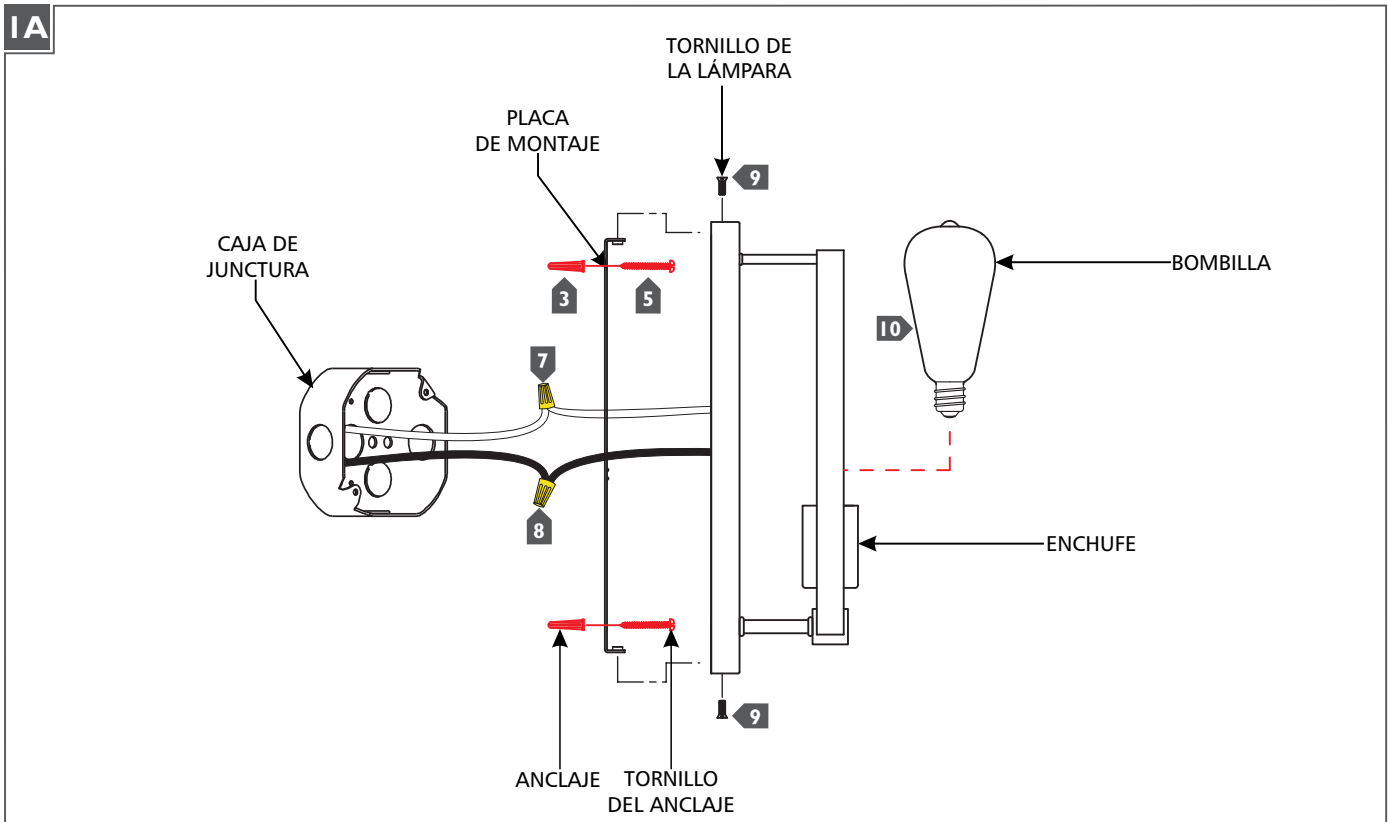 1A
TORNILLO DE
LA LÁMPARA
PLACA
DE MONTAJE
9
CAJA DE
JUNCTURA
BOMBILLA
3
5
10
7
8
ENCHUFE
9
ANCLAJE
TORNILLO
DEL ANCLAJE